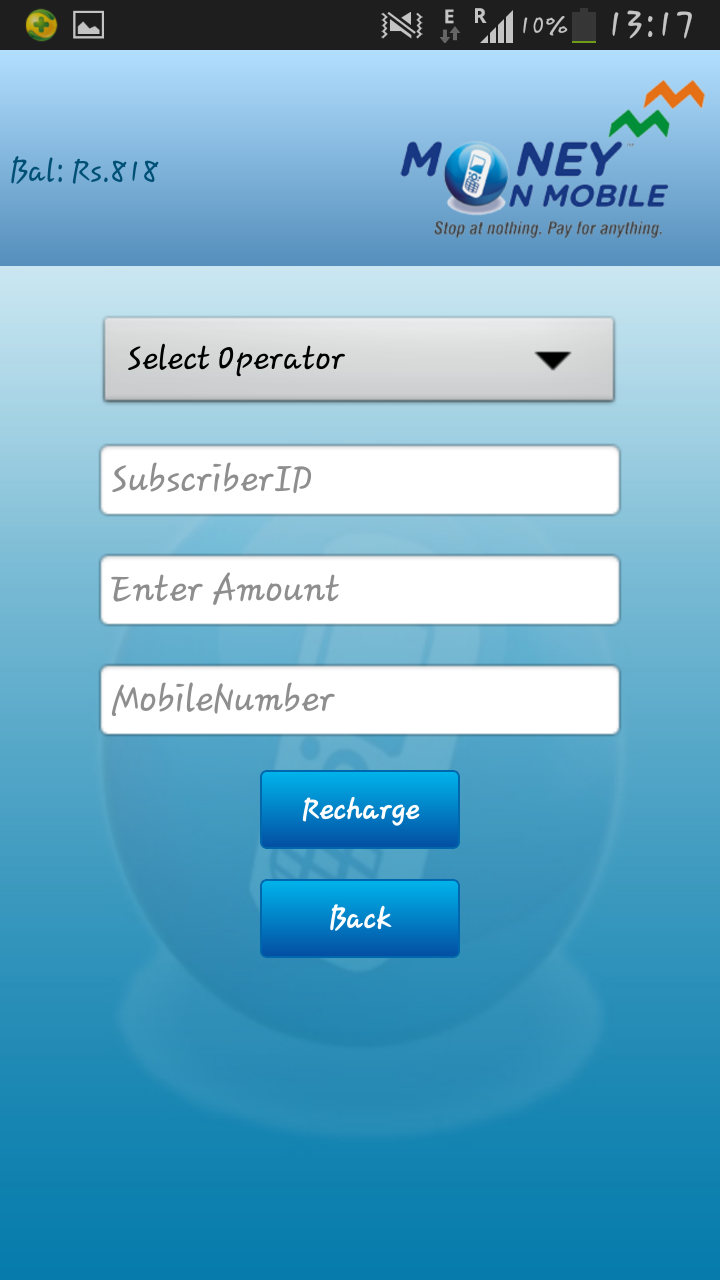 E R 10% 13:17
Bal: Rs.818
MONEY
ON MOBILE
Stop at nothing. Pay for anything.
Select Operator
SubscriberID
Enter Amount
MobileNumber
Recharge
Back